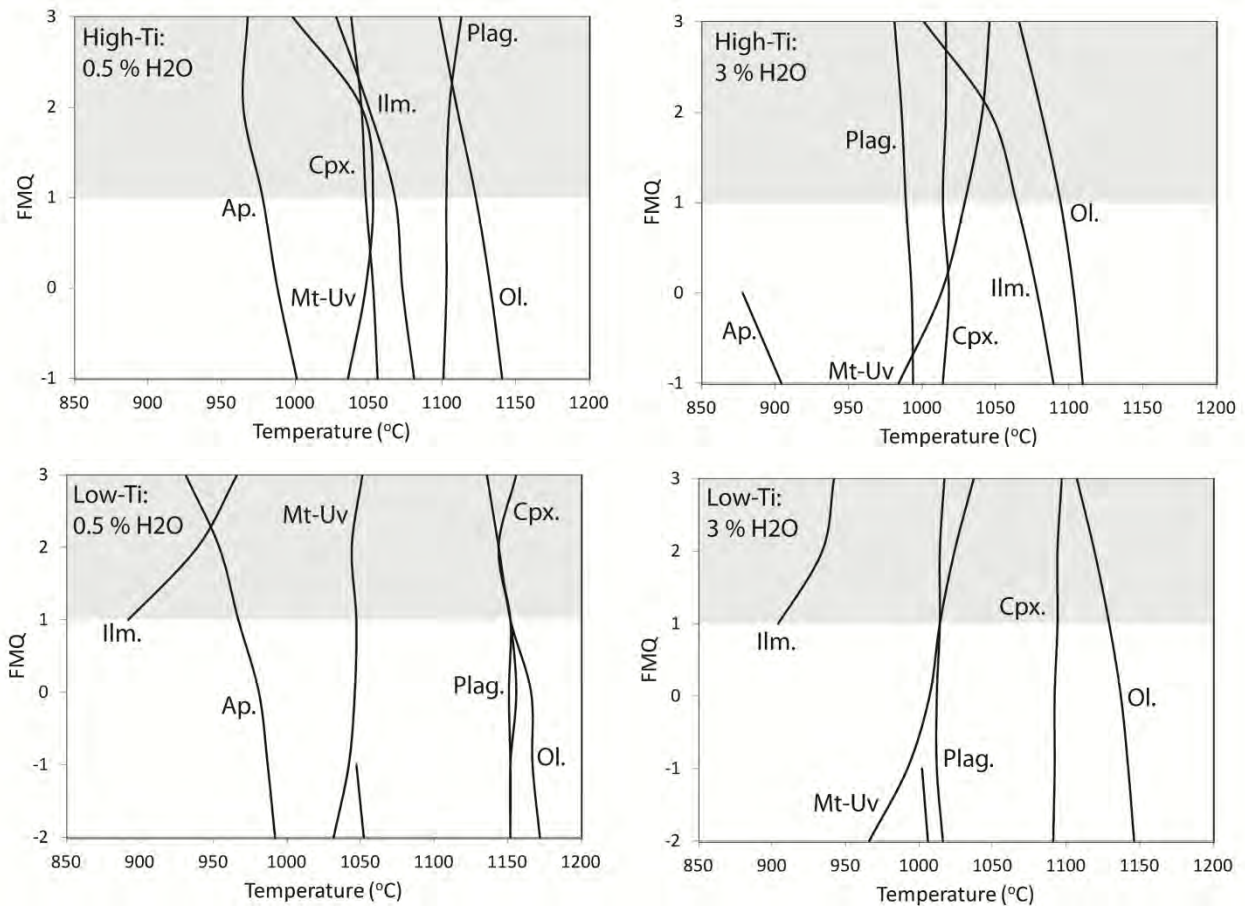 High-Ti:
0.5 % H2O
Plag.
Ilm.
Cpx.
Ap.
Mt-Uv
Ol.
FMQ
3
2
1
0
-1
850 900 950 1000 1050 1100 1150 1200
Temperature (°C)
High-Ti:
3 % H2O
Plag.
Ol.
Ilm.
Ap.
Cpx.
Mt-Uv
FMQ
3
2
1
0
-1
850 900 950 1000 1050 1100 1150 1200
Temperature (°C)
Low-Ti:
0.5 % H2O
Mt-Uv
Cpx.
Ilm.
Plag.
Ap.
Ol.
FMQ
3
2
1
0
-1
-2
850 900 950 1000 1050 1100 1150 1200
Temperature (°C)
Low-Ti:
3 % H2O
Cpx.
Ilm.
Ol.
Plag.
Mt-Uv
FMQ
3
2
1
0
-1
-2
850 900 950 1000 1050 1100 1150 1200
Temperature (°C)